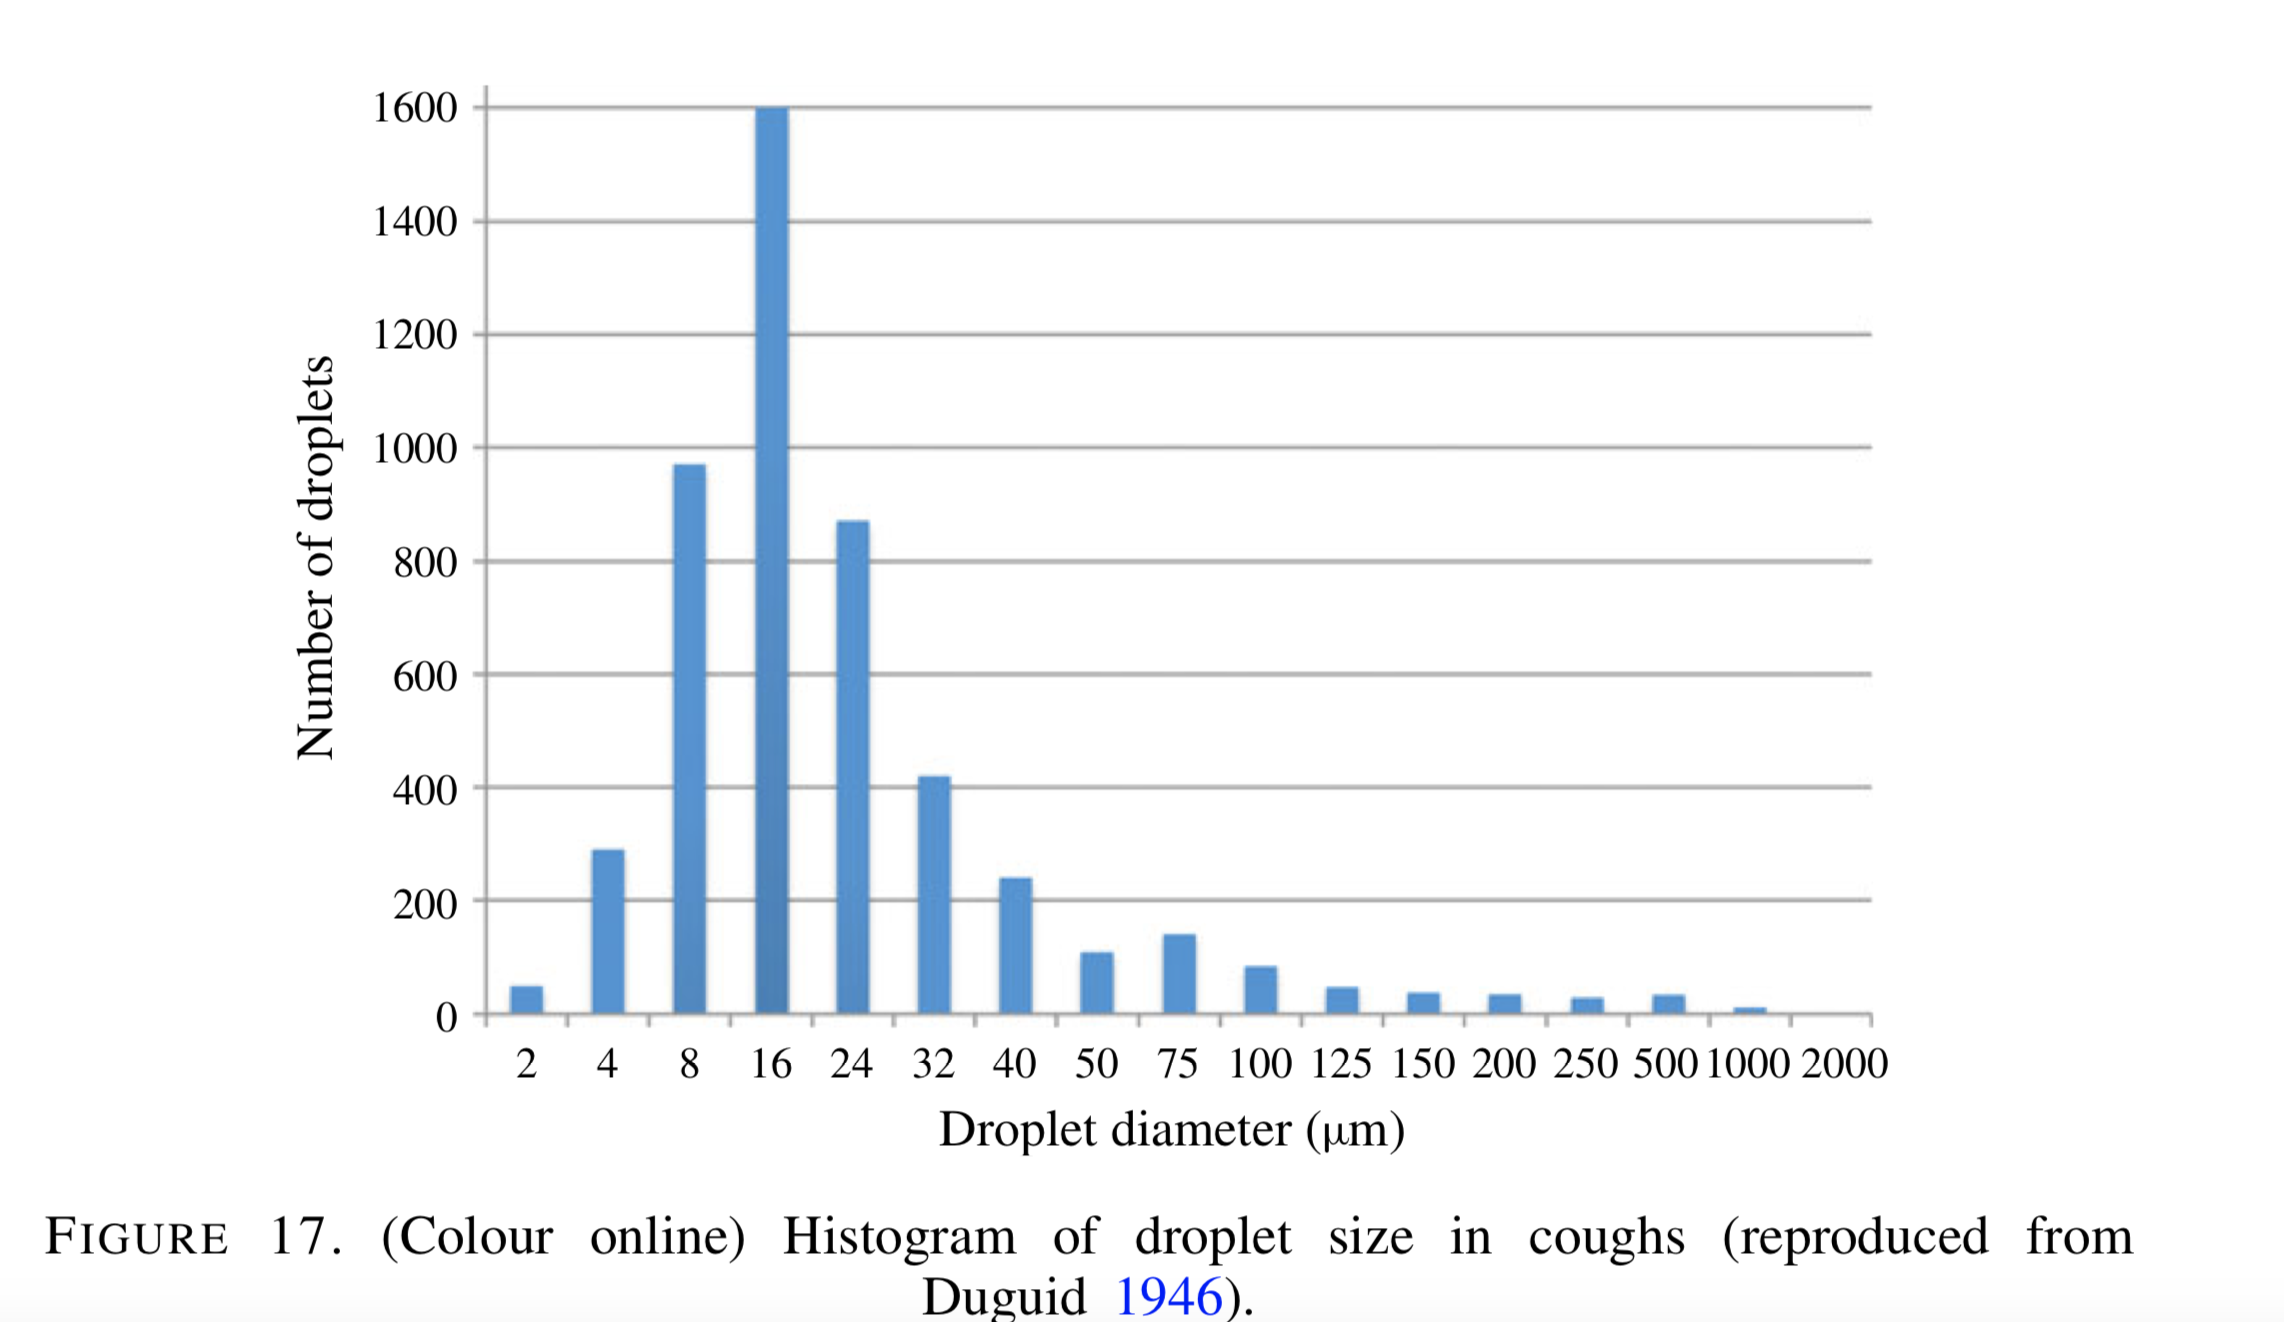 1600
1400
1200
1000
800
600
400
200
0
Number of droplets
2 4 8 16 24 32 40 50 75 100 125 150 200 250 500 1000 2000
Droplet diameter (μm)
FIGURE 17. (Colour online) Histogram of droplet size in coughs (reproduced from
Duguid 1946).